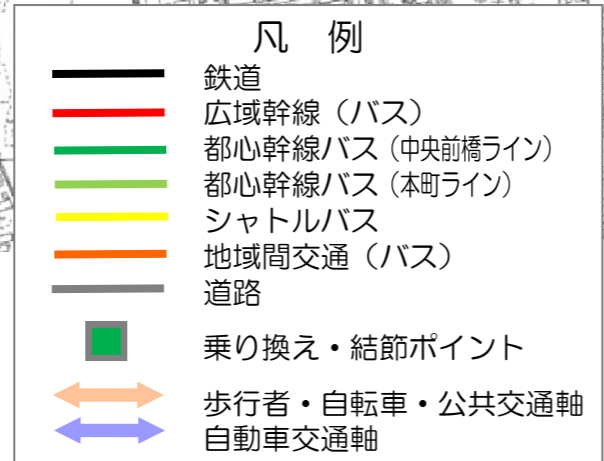 凡 例
鉄道
広域幹線（バス）
都心幹線バス（中央前橋ライン）
都心幹線バス（本町ライン）
シャトルバス
地域間交通（バス）
道路
乗り換え・結節ポイント
歩行者・自転車・公共交通軸
自動車交通軸